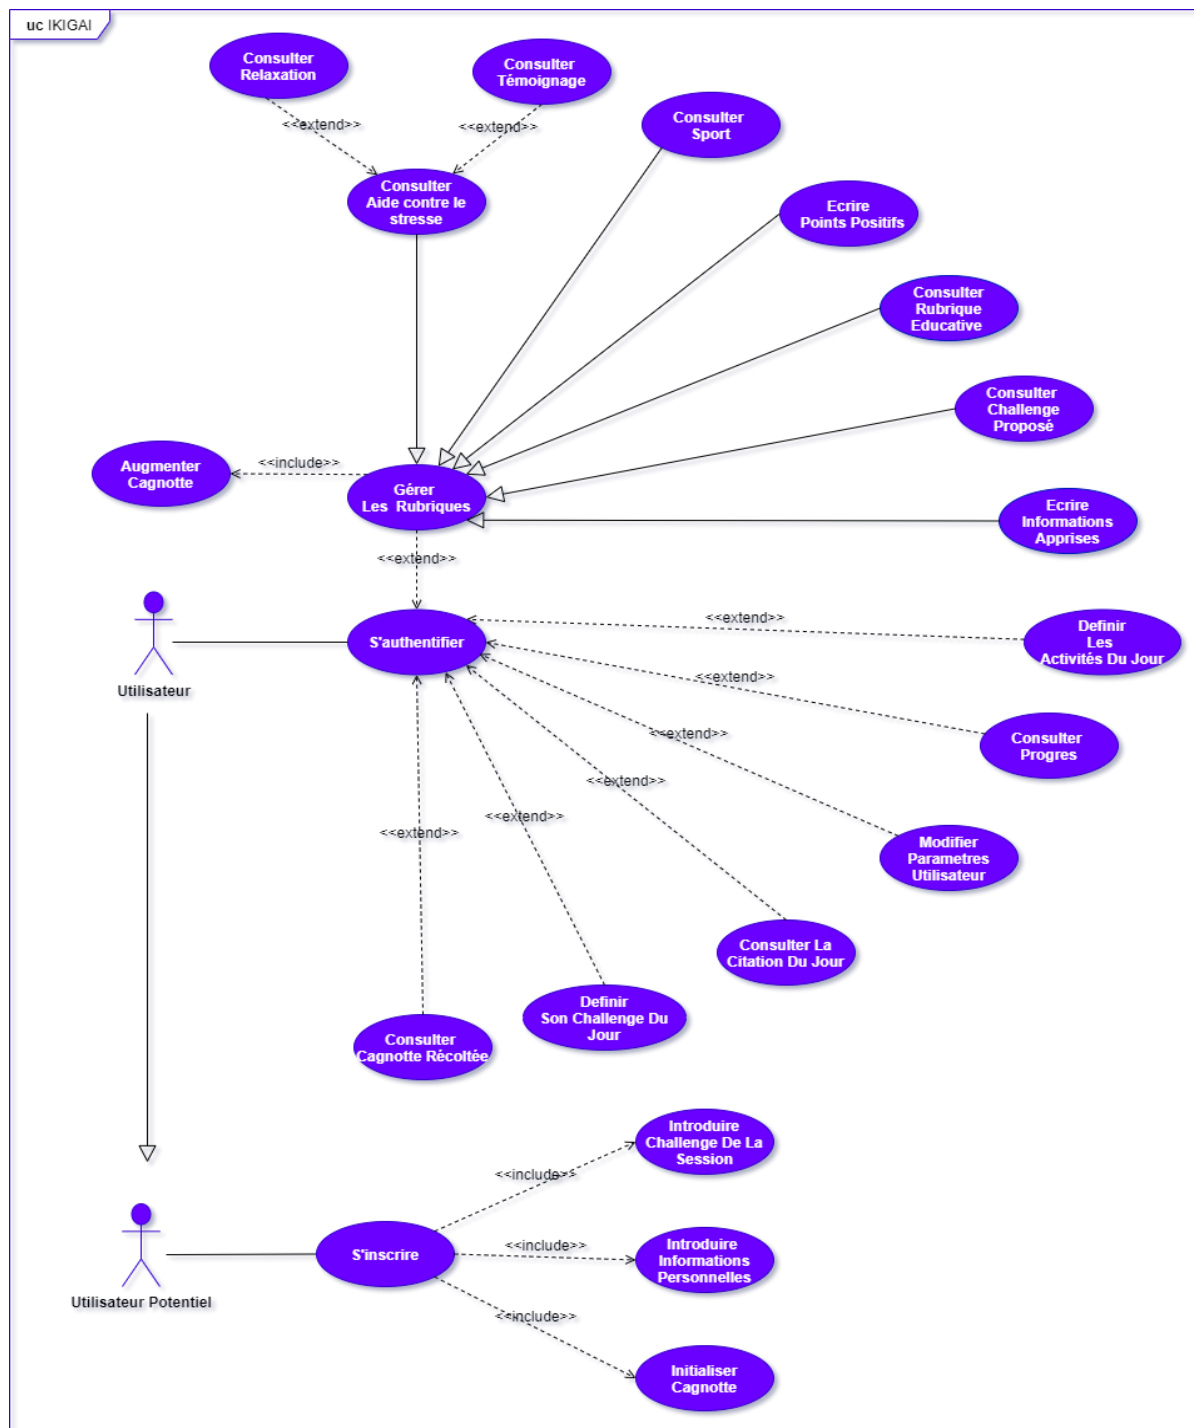 uc IKIGAI
Consulter
Relaxation
Consulter
Témoignage
<<extend>>
<<extend>>
Consulter
Sport
Consulter
Aide contre le
stresse
Ecrire
Points Positifs
Consulter
Rubrique
Educative
Consulter
Challenge
Proposé
Augmenter
Cagnotte
<<include>>
Gérer
Les Rubriques
Ecrire
Informations
Apprises
<<extend>>
Utilisateur
S'authentifier
<<extend>>
Definir
Les
Activités Du Jour
<<extend>>
Consulter
Progres
<<extend>>
Modifier
Parametres
Utilisateur
<<extend>>
Consulter La
Citation Du Jour
<<extend>>
Definir
Son Challenge Du
Jour
<<extend>>
Consulter
Cagnotte Récoltée
Introduire
Challenge De La
Session
<<include>>
Utilisateur Potentiel
S'inscrire
<<include>>
Introduire
Informations
Personnelles
<<include>>
Initialiser
Cagnotte